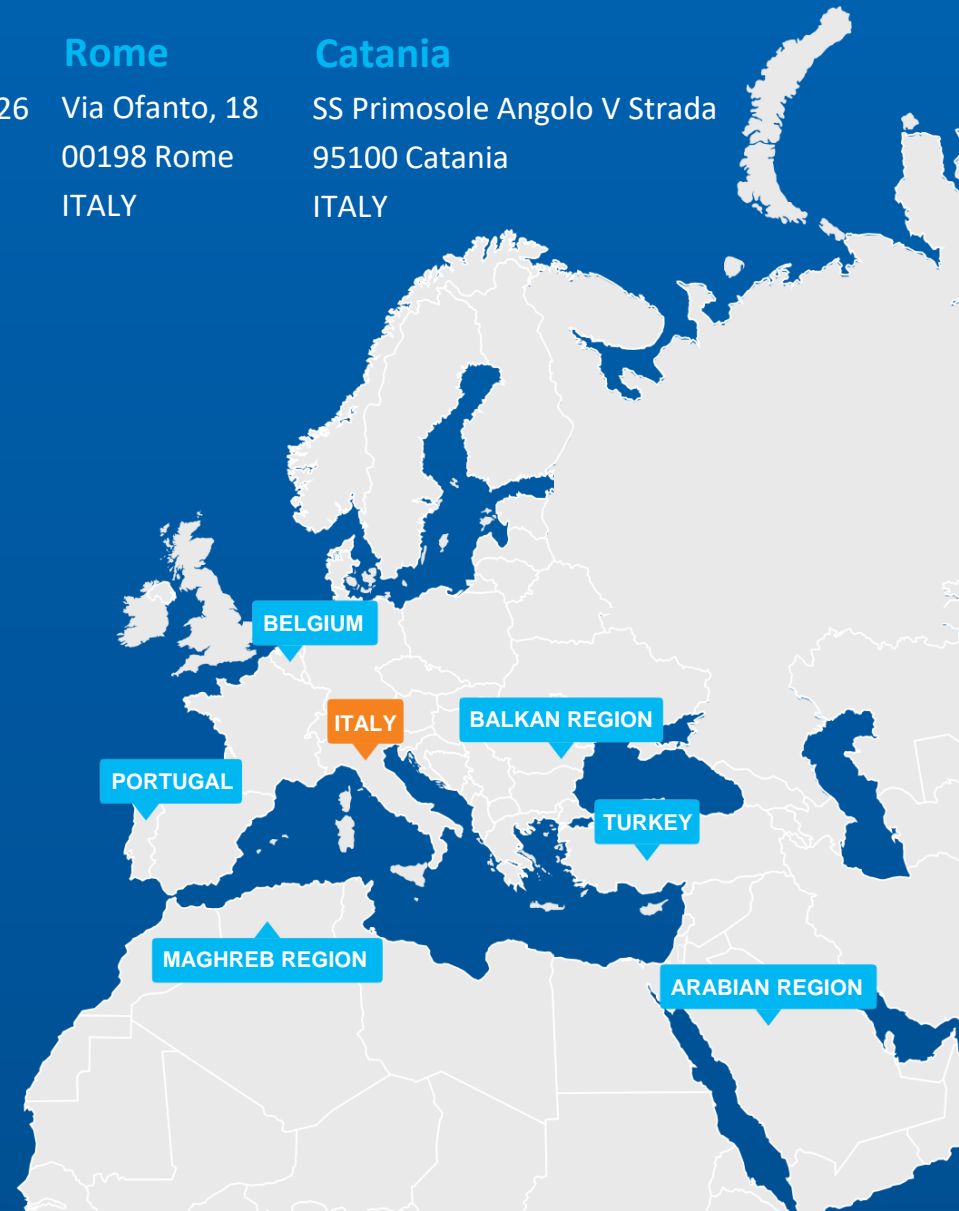 Rome
Via Ofanto, 18
00198 Rome
ITALY
Catania
SS Primosole Angolo V Strada
95100 Catania
ITALY
26
BELGIUM
ITALY
BALKAN REGION
PORTUGAL
TURKEY
MAGHREB REGION
ARABIAN REGION